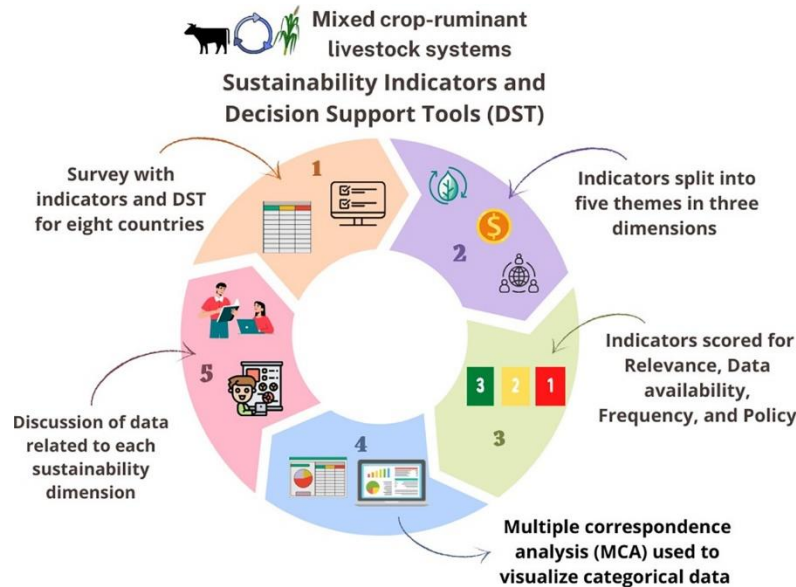 Mixed crop-ruminant
livestock systems
Sustainability Indicators and
Decision Support Tools (DST)
1
Survey with
indicators and DST
for eight countries
2
Indicators split into
five themes in three
dimensions
3 2 1
3
Indicators scored for
Relevance, Data
availability,
Frequency, and Policy
4
Multiple correspondence
analysis (MCA) used to
visualize categorical data
5
Discussion of data
related to each
sustainability
dimension